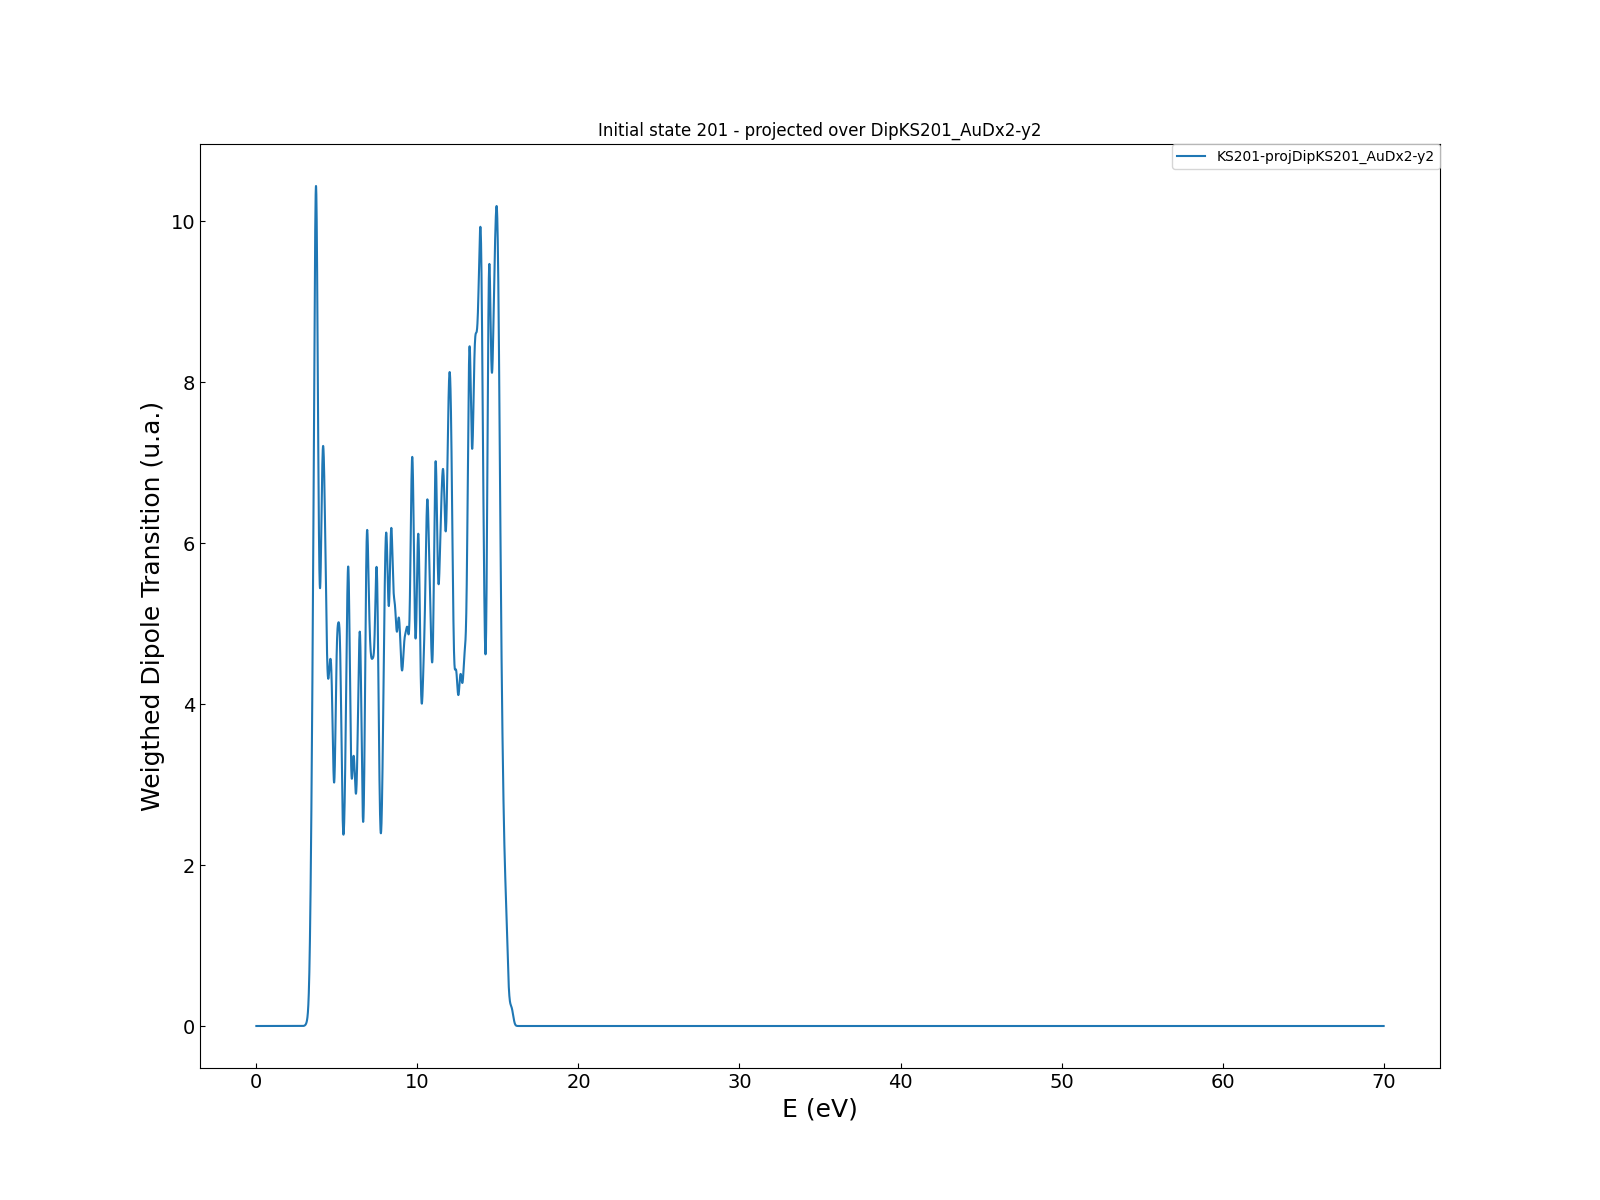 Initial state 201 - projected over DipKS201_AuDx2-y2
KS201-projDipKS201_AuDx2-y2
Weigthed Dipole Transition (u.a.)
10
8
6
4
2
0
0 10 20 30 40 50 60 70
E (eV)